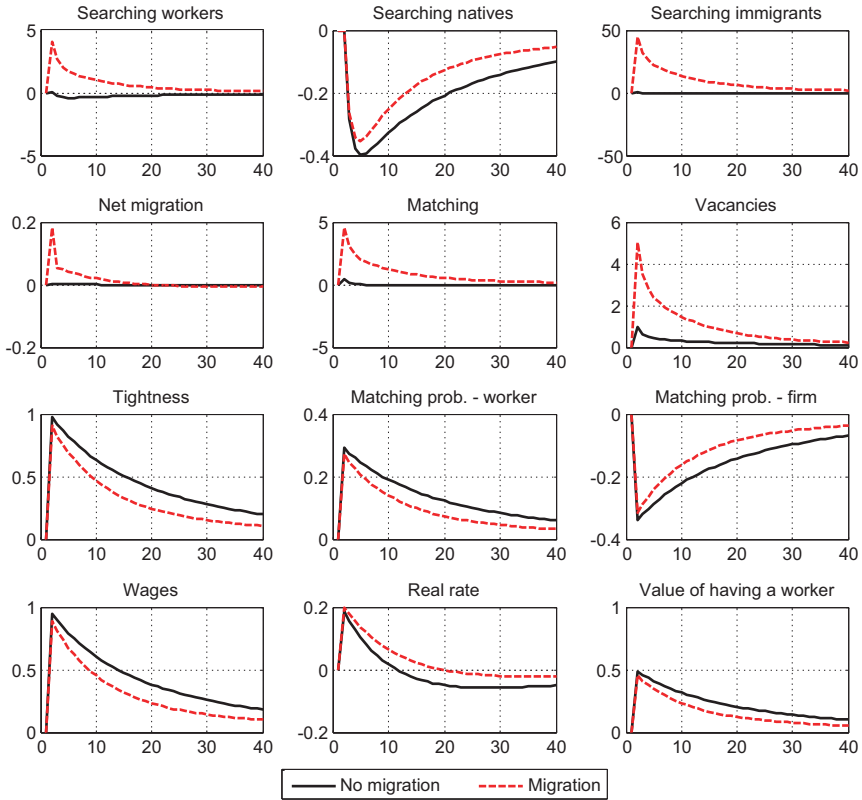 Searching workers
5
0
-5
0 10 20 30 40
Searching natives
0
-0.2
-0.4
0 10 20 30 40
Searching immigrants
50
0
-50
0 10 20 30 40
Net migration
0.2
0
-0.2
0 10 20 30 40
Matching
5
0
-5
0 10 20 30 40
Vacancies
6
4
2
0
0 10 20 30 40
Tightness
1
0.5
0
0 10 20 30 40
Matching prob. - worker
0.4
0.2
0
0 10 20 30 40
Matching prob. - firm
0
-0.2
-0.4
0 10 20 30 40
Wages
1
0.5
0
0 10 20 30 40
Real rate
0.2
0
-0.2
0 10 20 30 40
Value of having a worker
1
0.5
0
0 10 20 30 40
No migration
Migration